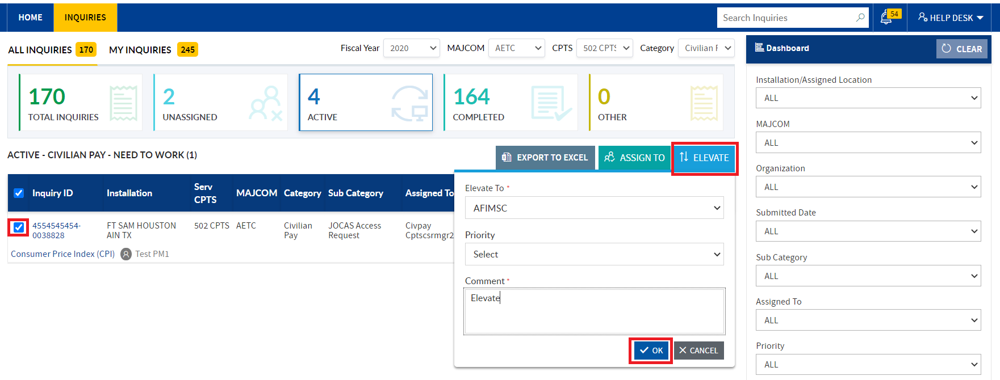 HOME
INQUIRIES
Search Inquiries
54
HELP DESK
ALL INQUIRIES 170
MY INQUIRIES 245
Fiscal Year 2020
MAJCOM AETC
CPTS 502 CPTS
Category Civilian F
170
TOTAL INQUIRIES
2
UNASSIGNED
4
ACTIVE
164
COMPLETED
0
OTHER
ACTIVE - CIVILIAN PAY - NEED TO WORK (1)
EXPORT TO EXCEL
ASSIGN TO
ELEVATE
Inquiry ID
Installation
Serv
CPTS
MAJCOM
Category
Sub Category
Assigned To
4554545454-
0038828
FT SAM HOUSTON
AIN TX
502 CPTS
AETC
Civilian
Pay
JOCAS Access
Request
Civpay
Cptscsrmgr2
Consumer Price Index (CPI)
Test PM1
Elevate To *
AFIMSC
Priority
Select
Comment *
Elevate
OK
CANCEL
Dashboard
CLEAR
Installation/Assigned Location
ALL
MAJCOM
ALL
Organization
ALL
Submitted Date
ALL
Sub Category
ALL
Assigned To
ALL
Priority
ALL